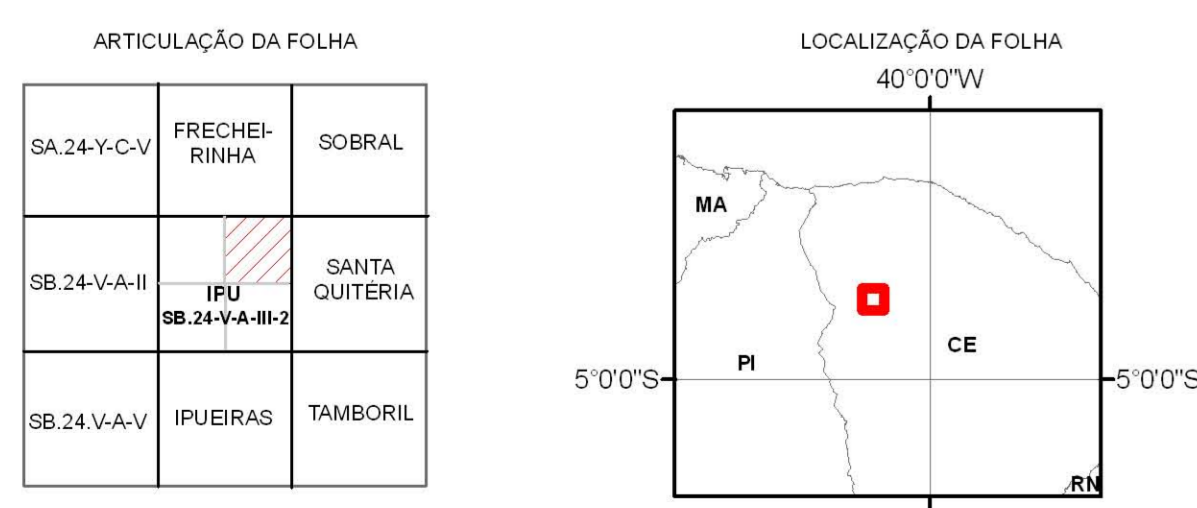 ARTICULAÇÃO DA FOLHA
SA.24-Y-C-V
FRECHEI-
RINHA
SOBRAL
SB.24-V-A-II
IPU
SB.24-V-A-III-2
SANTA
QUITÉRIA
SB.24.V-A-V
IPUEIRAS
TAMBORIL
LOCALIZAÇÃO DA FOLHA
40°0'0"W
MA
PI
CE
5°0'0"S
5°0'0"S
RN